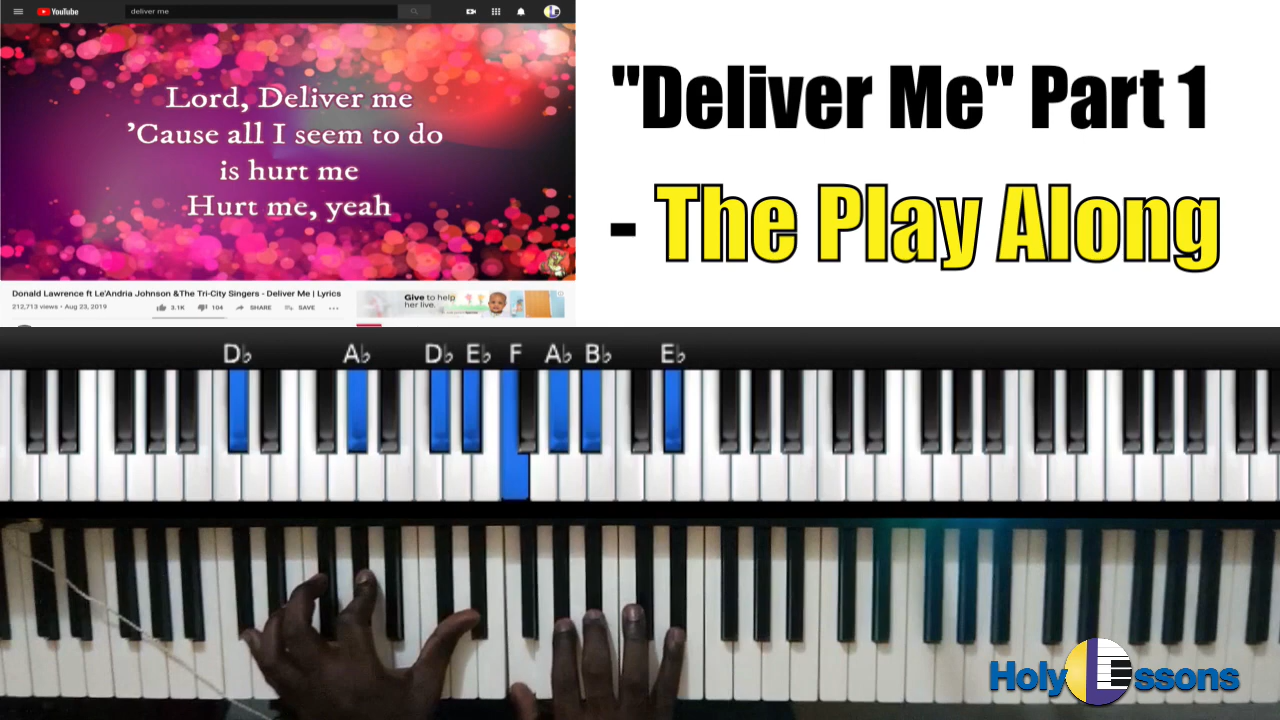 YouTube
deliver me
Lord, Deliver me
’Cause all I seem to do
is hurt me
Hurt me, yeah
Donald Lawrence ft Le'Andria Johnson &The Tri-City Singers - Deliver Me | Lyrics
212,713 views • Aug 23, 2019
3.1K
104
SHARE
SAVE
Give to help
her live.
"Deliver Me" Part 1
- The Play Along
D♭ A♭ D♭ E♭ F A♭ B♭ E♭
Holy Lessons